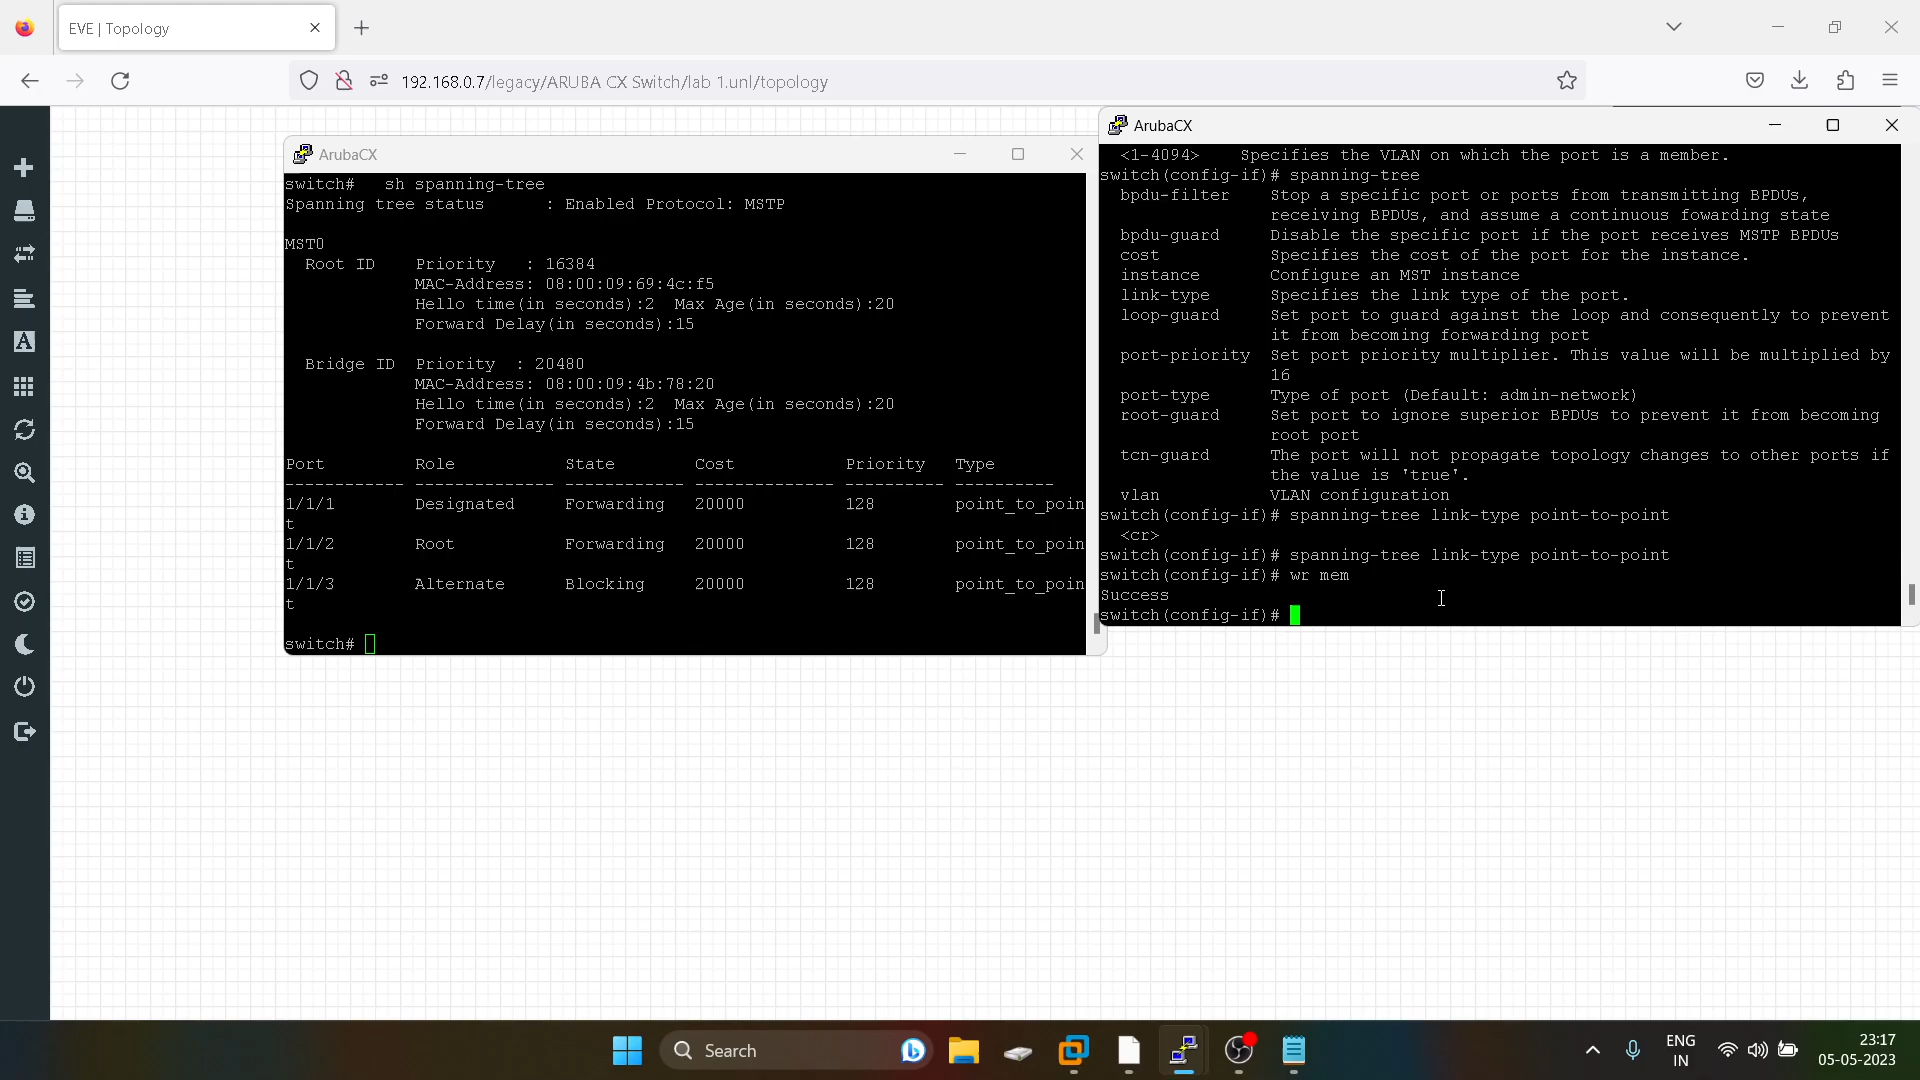 EVE | Topology
192.168.0.7/legacy/ARUBA CX Switch/lab 1.unl/topology
ArubaCX
switch#   sh spanning-tree
Spanning tree status      : Enabled Protocol: MSTP
MST0
Root ID    Priority   : 16384
MAC-Address: 08:00:09:69:4c:f5
Hello time(in seconds):2  Max Age(in seconds):20
Forward Delay(in seconds):15
Bridge ID  Priority  : 20480
MAC-Address: 08:00:09:4b:78:20
Hello time(in seconds):2  Max Age(in seconds):20
Forward Delay(in seconds):15
Port         Role           State        Cost           Priority   Type
------------ -------------- ------------ -------------- ---------- ----------
1/1/1        Designated     Forwarding   20000          128        point_to_poin
t
1/1/2        Root           Forwarding   20000          128        point_to_poin
t
1/1/3        Alternate      Blocking     20000          128        point_to_poin
t
switch#
ArubaCX
<1-4094>    Specifies the VLAN on which the port is a member.
switch(config-if)# spanning-tree
bpdu-filter    Stop a specific port or ports from transmitting BPDUs,
receiving BPDUs, and assume a continuous fowarding state
bpdu-guard     Disable the specific port if the port receives MSTP BPDUs
cost           Specifies the cost of the port for the instance.
instance       Configure an MST instance
link-type      Specifies the link type of the port.
loop-guard     Set port to guard against the loop and consequently to prevent
it from becoming forwarding port
port-priority  Set port priority multiplier. This value will be multiplied by
16
port-type      Type of port (Default: admin-network)
root-guard     Set port to ignore superior BPDUs to prevent it from becoming
root port
tcn-guard      The port will not propagate topology changes to other ports if
the value is 'true'.
vlan           VLAN configuration
switch(config-if)# spanning-tree link-type point-to-point
<cr>
switch(config-if)# spanning-tree link-type point-to-point
switch(config-if)# wr mem
Success
switch(config-if)#
Search
ENG
IN
23:17
05-05-2023